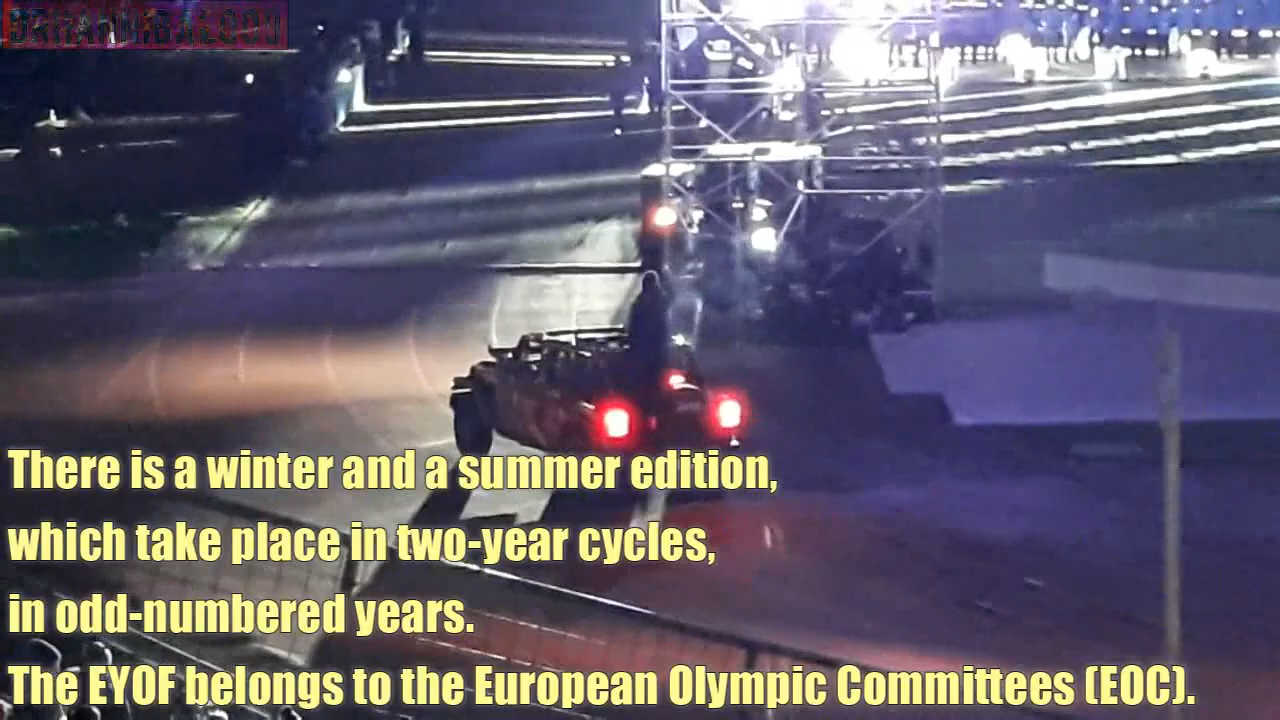 DRHANNIBAL001
There is a winter and a summer edition,
which take place in two-year cycles,
in odd-numbered years.
The EYOF belongs to the European Olympic Committees (EOC).